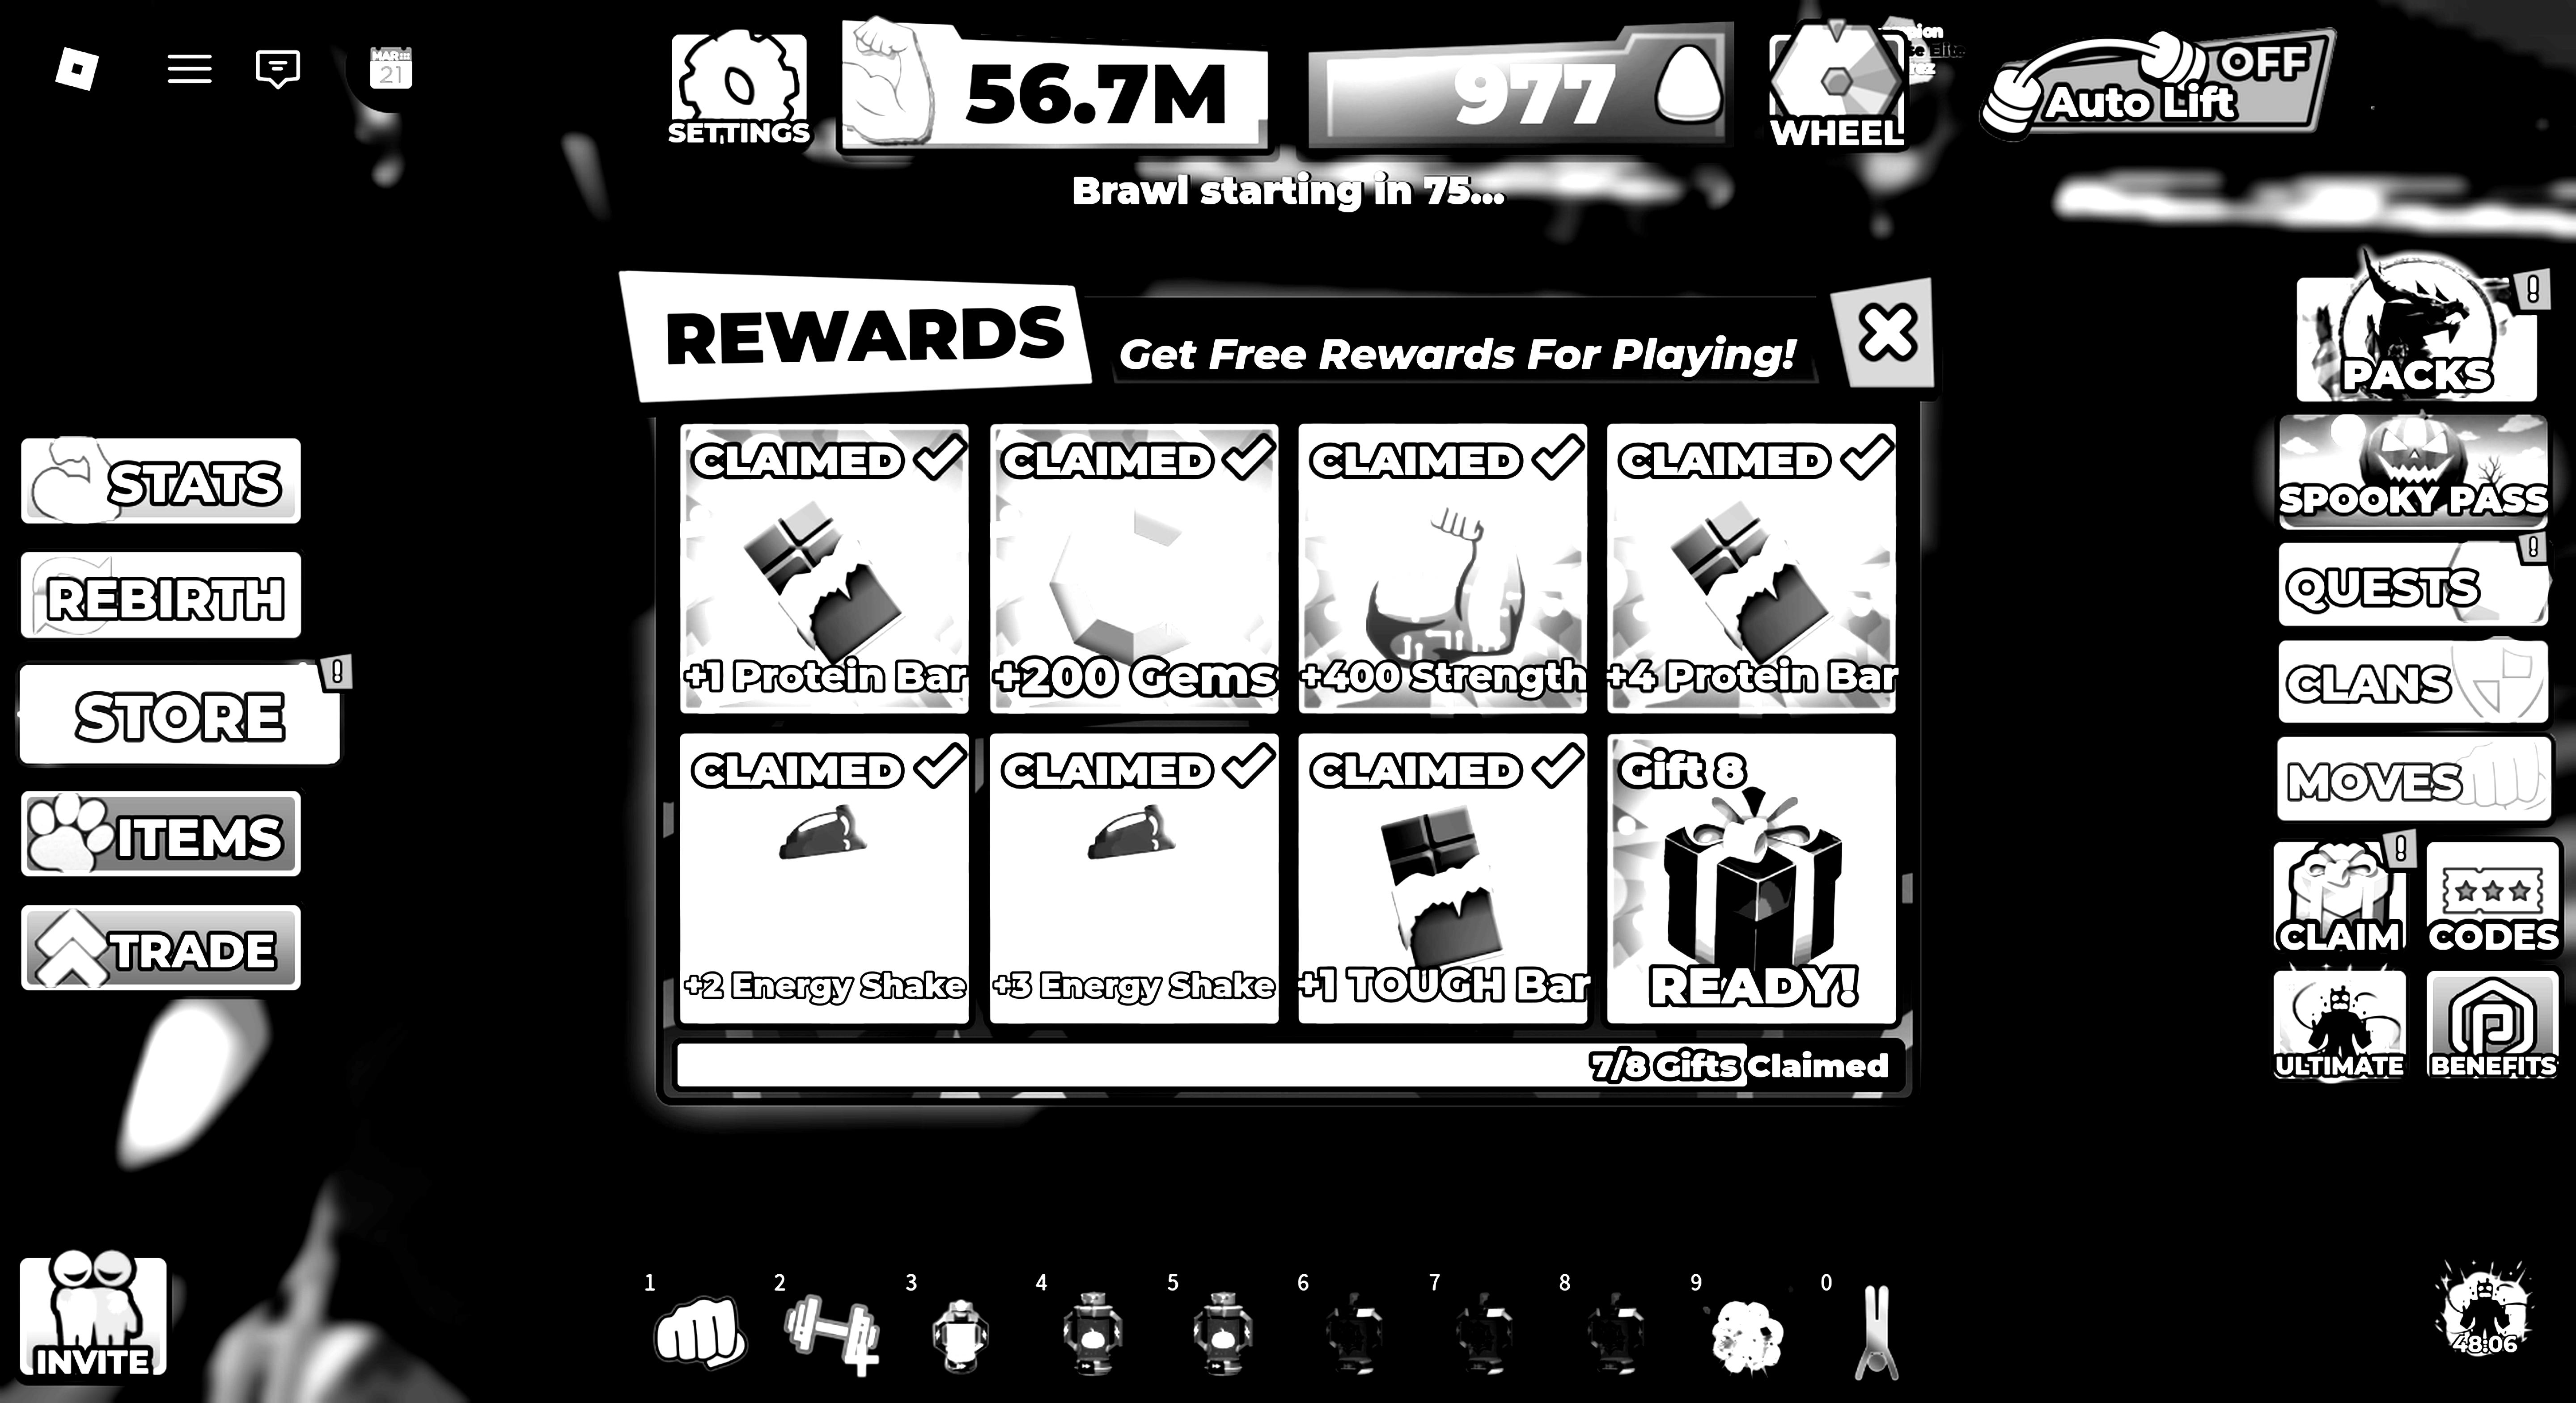 MAR
21
SETTINGS
56.7M
977
WHEEL
OFF
Auto Lift
Brawl starting in 75...
REWARDS
Get Free Rewards For Playing!
PACKS
!
STATS
REBIRTH
STORE
!
ITEMS
TRADE
CLAIMED
+1 Protein Bar
CLAIMED
+200 Gems
CLAIMED
+400 Strength
CLAIMED
+4 Protein Bar
CLAIMED
+2 Energy Shake
CLAIMED
+3 Energy Shake
CLAIMED
+1 TOUGH Bar
Gift 8
READY!
7/8 Gifts Claimed
SPOOKY PASS
QUESTS
!
CLANS
MOVES
CLAIM
!
CODES
ULTIMATE
BENEFITS
INVITE
1 2 3 4 5 6 7 8 9 0
48:06